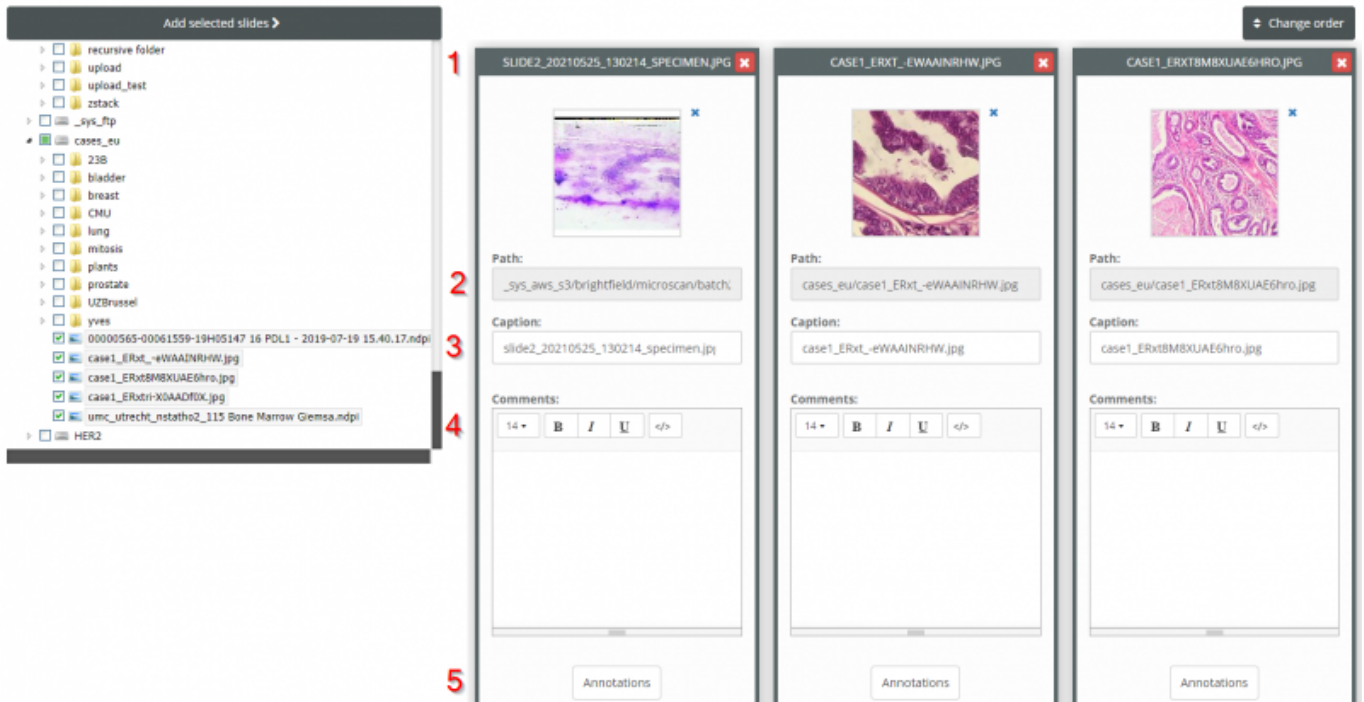 Add selected slides
Change order
recursive folder
upload
upload_test
zstack
_sys_ftp
cases_eu
23B
bladder
breast
CMU
lung
mitosis
plants
prostate
UZBrussel
yves
00000565-00061559-19H05147 16 PDL1 - 2019-07-19 15.40.17.ndpi
case1_ERxt_-eWAAINRHW.jpg
case1_ERxt8M8XUAE6hro.jpg
case1_ERxtri-X0AADf0X.jpg
umc_utrecht_nstatho2_115 Bone Marrow Giemsa.ndpi
HER2
1
2
3
4
5
SLIDE2_20210525_130214_SPECIMEN.JPG
Path:
_sys_aws_s3/brightfield/microscan/batch
Caption:
slide2_20210525_130214_specimen.jpg
Comments:
14 B I U </>
Annotations
CASE1_ERXT_-EWAAINRHW.JPG
Path:
cases_eu/case1_ERxt_-eWAAINRHW.jpg
Caption:
case1_ERxt_-eWAAINRHW.jpg
Comments:
14 B I U </>
Annotations
CASE1_ERXT8M8XUAE6HRO.JPG
Path:
cases_eu/case1_ERxt8M8XUAE6hro.jpg
Caption:
case1_ERxt8M8XUAE6hro.jpg
Comments:
14 B I U </>
Annotations